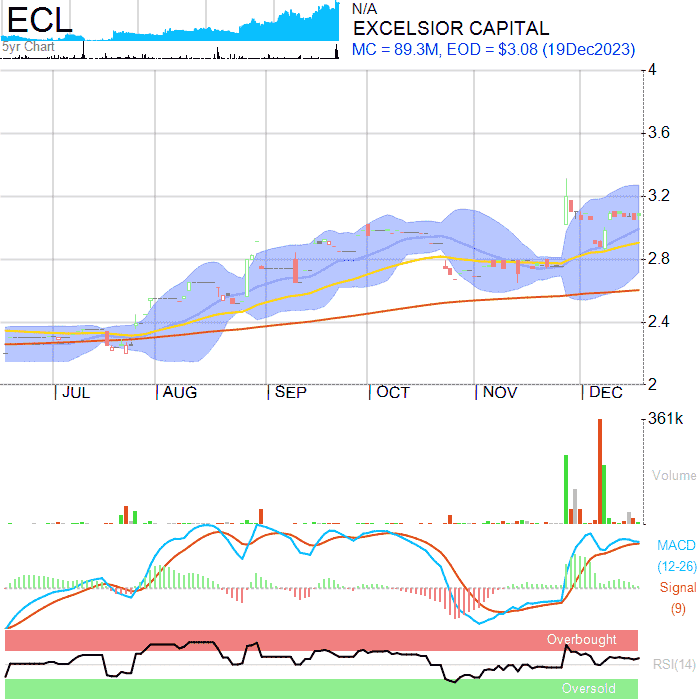 ECL
5yr Chart
N/A
EXCELSIOR CAPITAL
MC = 89.3M, EOD = $3.08 (19Dec2023)
4
3.6
3.2
2.8
2.4
2
JUL AUG SEP OCT NOV DEC
361k
Volume
MACD
(12-26)
Signal
(9)
Overbought
RSI(14)
Oversold